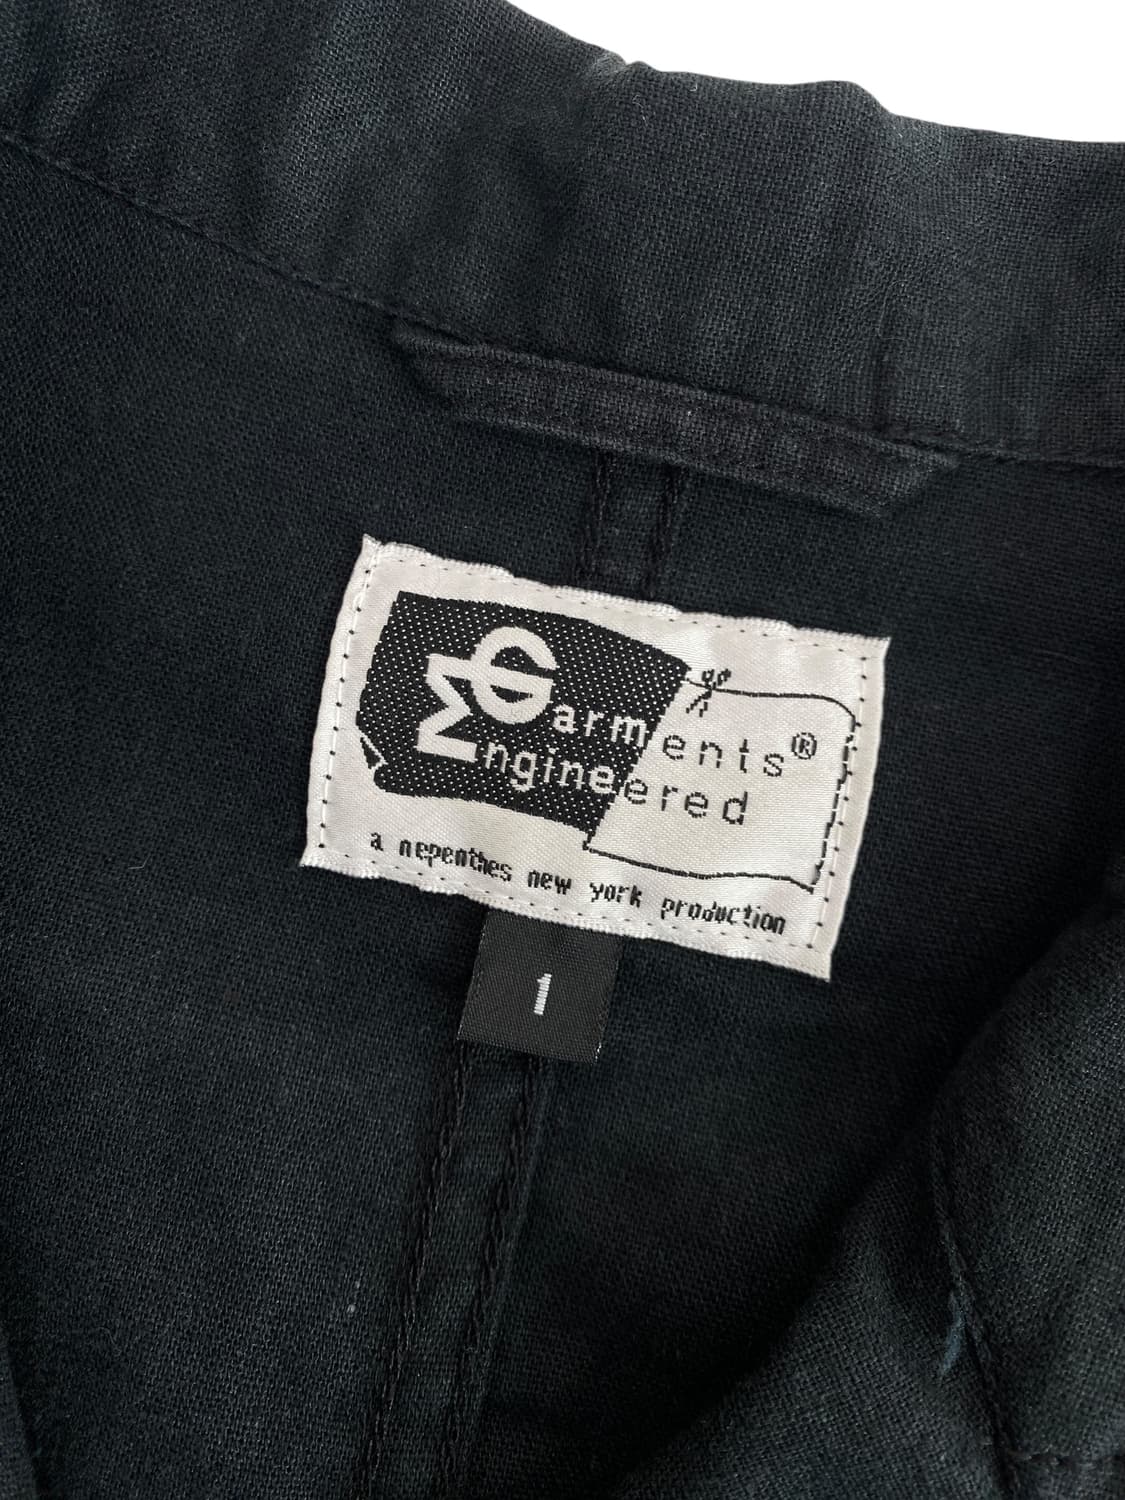 Garments®
Engineered
a nepenthes new york production
1